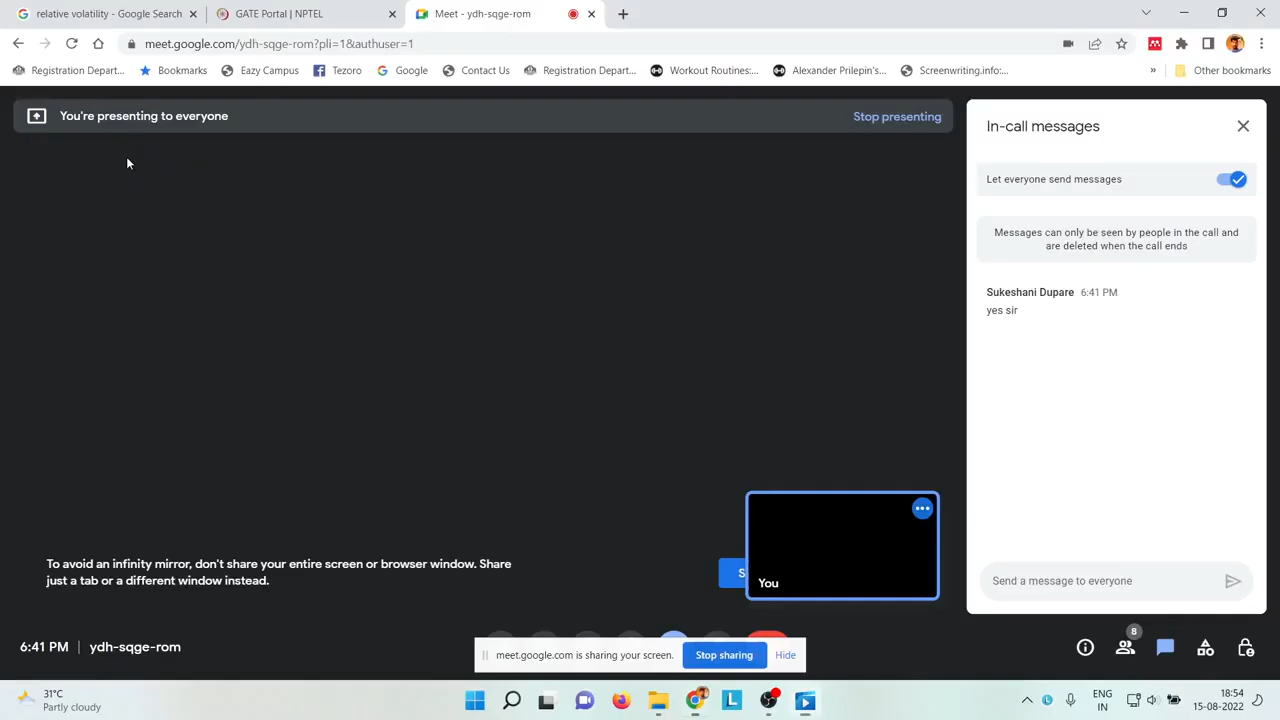 relative volatility - Google Search
GATE Portal | NPTEL
Meet - ydh-sqge-rom
meet.google.com/ydh-sqge-rom?pli=1&authuser=1
Registration Depart...
Bookmarks
Eazy Campus
Tezoro
Google
Contact Us
Registration Depart...
Workout Routines:...
Alexander Prilepin's...
Screenwriting.info:...
»
Other bookmarks
You're presenting to everyone
Stop presenting
In-call messages
Let everyone send messages
Messages can only be seen by people in the call and
are deleted when the call ends
Sukeshani Dupare 6:41 PM
yes sir
To avoid an infinity mirror, don't share your entire screen or browser window. Share
just a tab or a different window instead.
S
You
Send a message to everyone
6:41 PM | ydh-sqge-rom
8
meet.google.com is sharing your screen.
Stop sharing
Hide
31°C
Partly cloudy
L
ENG
IN
18:54
15-08-2022